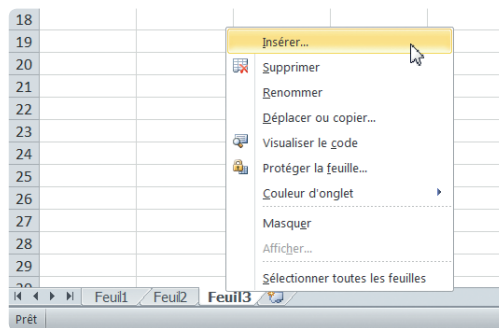 18
19
20
21
22
23
24
25
26
27
28
29
Insérer...
Supprimer
Renommer
Déplacer ou copier...
Visualiser le code
Protéger la feuille...
Couleur d'onglet
Masquer
Afficher...
Sélectionner toutes les feuilles
Feuil1 Feuil2 Feuil3
Prêt